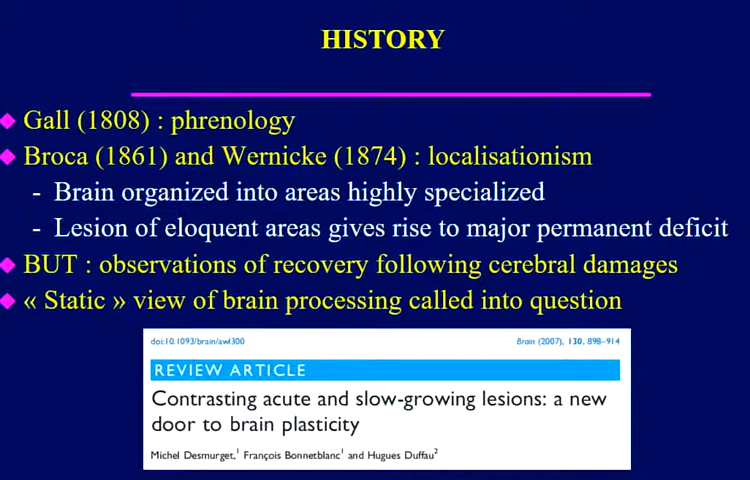 HISTORY
Gall (1808) : phrenology
Broca (1861) and Wernicke (1874) : localisationism
- Brain organized into areas highly specialized
- Lesion of eloquent areas gives rise to major permanent deficit
BUT : observations of recovery following cerebral damages
« Static » view of brain processing called into question
doi:10.1093/brain/awl300 Brain (2007), 130, 898–914
REVIEW ARTICLE
Contrasting acute and slow-growing lesions: a new
door to brain plasticity
Michel Desmurget,1 François Bonnetblanc1 and Hugues Duffau2